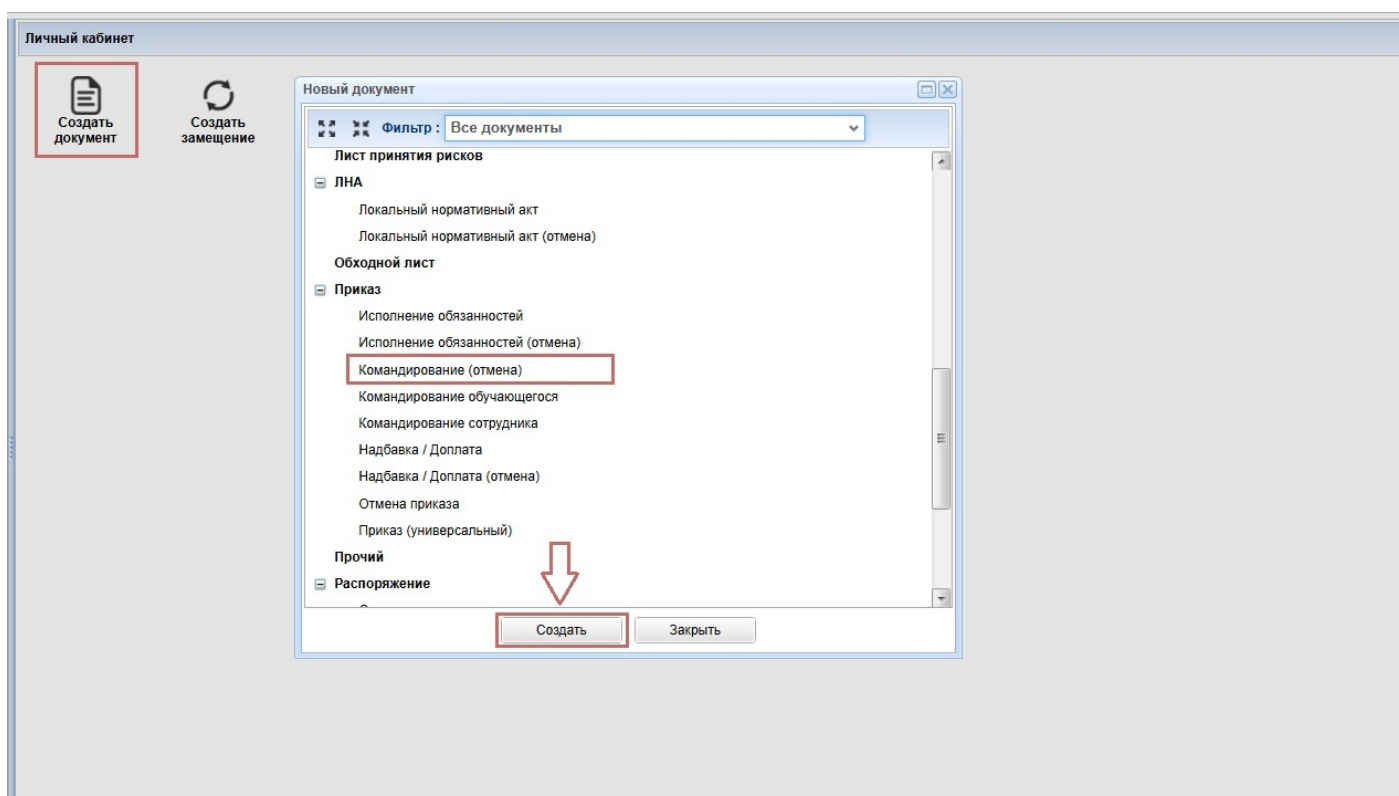 Личный кабинет
Создать
документ
Создать
замещение
Новый документ
Фильтр : Все документы
Лист принятия рисков
ЛНА
Локальный нормативный акт
Локальный нормативный акт (отмена)
Обходной лист
Приказ
Исполнение обязанностей
Исполнение обязанностей (отмена)
Командирование (отмена)
Командирование обучающегося
Командирование сотрудника
Надбавка / Доплата
Надбавка / Доплата (отмена)
Отмена приказа
Приказ (универсальный)
Прочий
Распоряжение
Создать
Закрыть